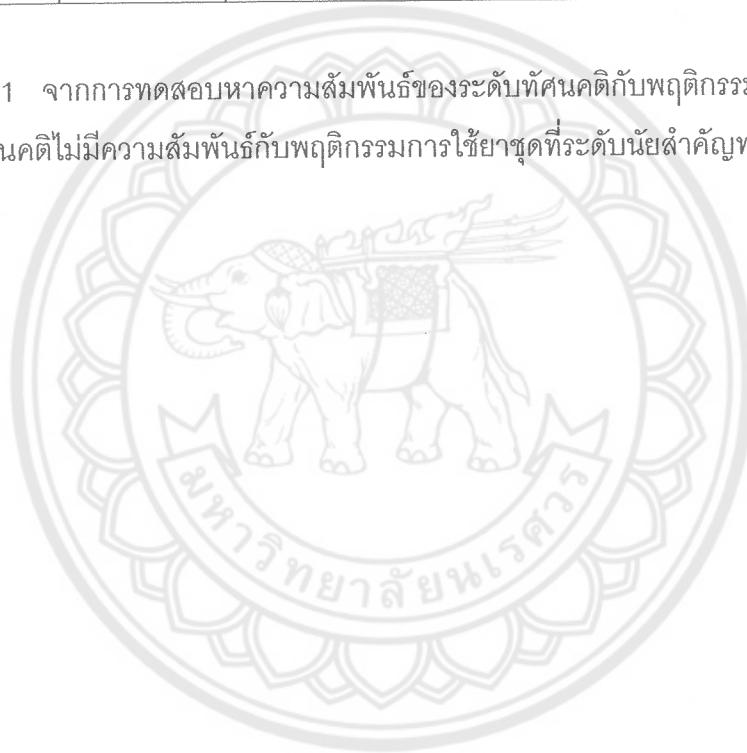 1 จากการทดสอบหาความสัมพันธ์ของระดับทัศนคติกับพฤติกรร
นคติไม่มีความสัมพันธ์กับพฤติกรรมการใช้ยาชุดที่ระดับนัยสำคัญ
มหาวิทยาลัยนเรศวร